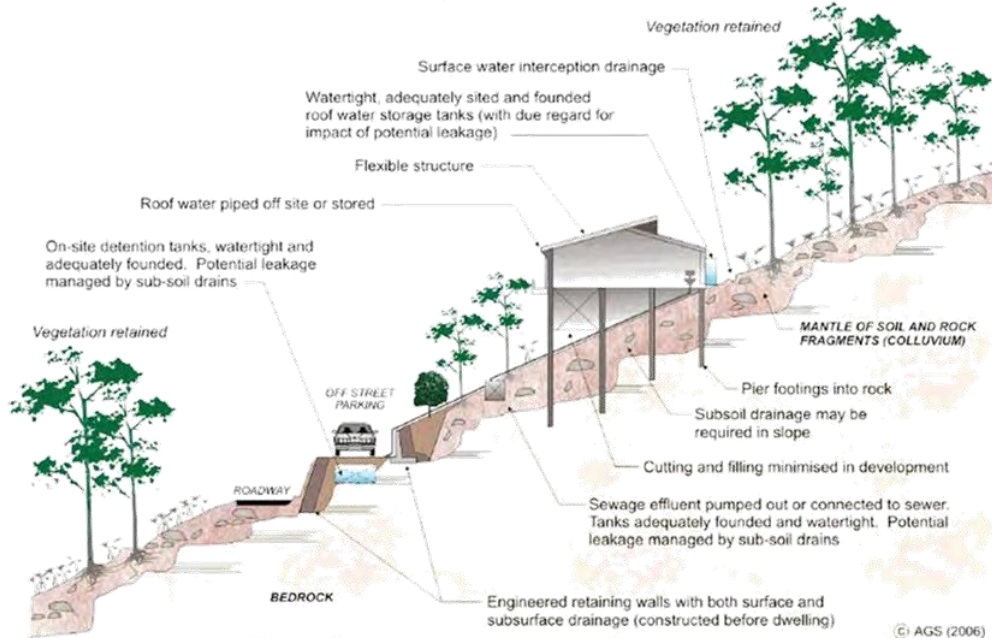 Vegetation retained
Surface water interception drainage
Watertight, adequately sited and founded
roof water storage tanks (with due regard for
impact of potential leakage)
Flexible structure
Roof water piped off site or stored
On-site detention tanks, watertight and
adequately founded. Potential leakage
managed by sub-soil drains
Vegetation retained
MANTLE OF SOIL AND ROCK
FRAGMENTS (COLLUVIUM)
Pier footings into rock
OFF STREET
PARKING
Subsoil drainage may be
required in slope
Cutting and filling minimised in development
ROADWAY
Sewage effluent pumped out or connected to sewer.
Tanks adequately founded and watertight. Potential
leakage managed by sub-soil drains
BEDROCK
Engineered retaining walls with both surface and
subsurface drainage (constructed before dwelling)
© AGS (2006)